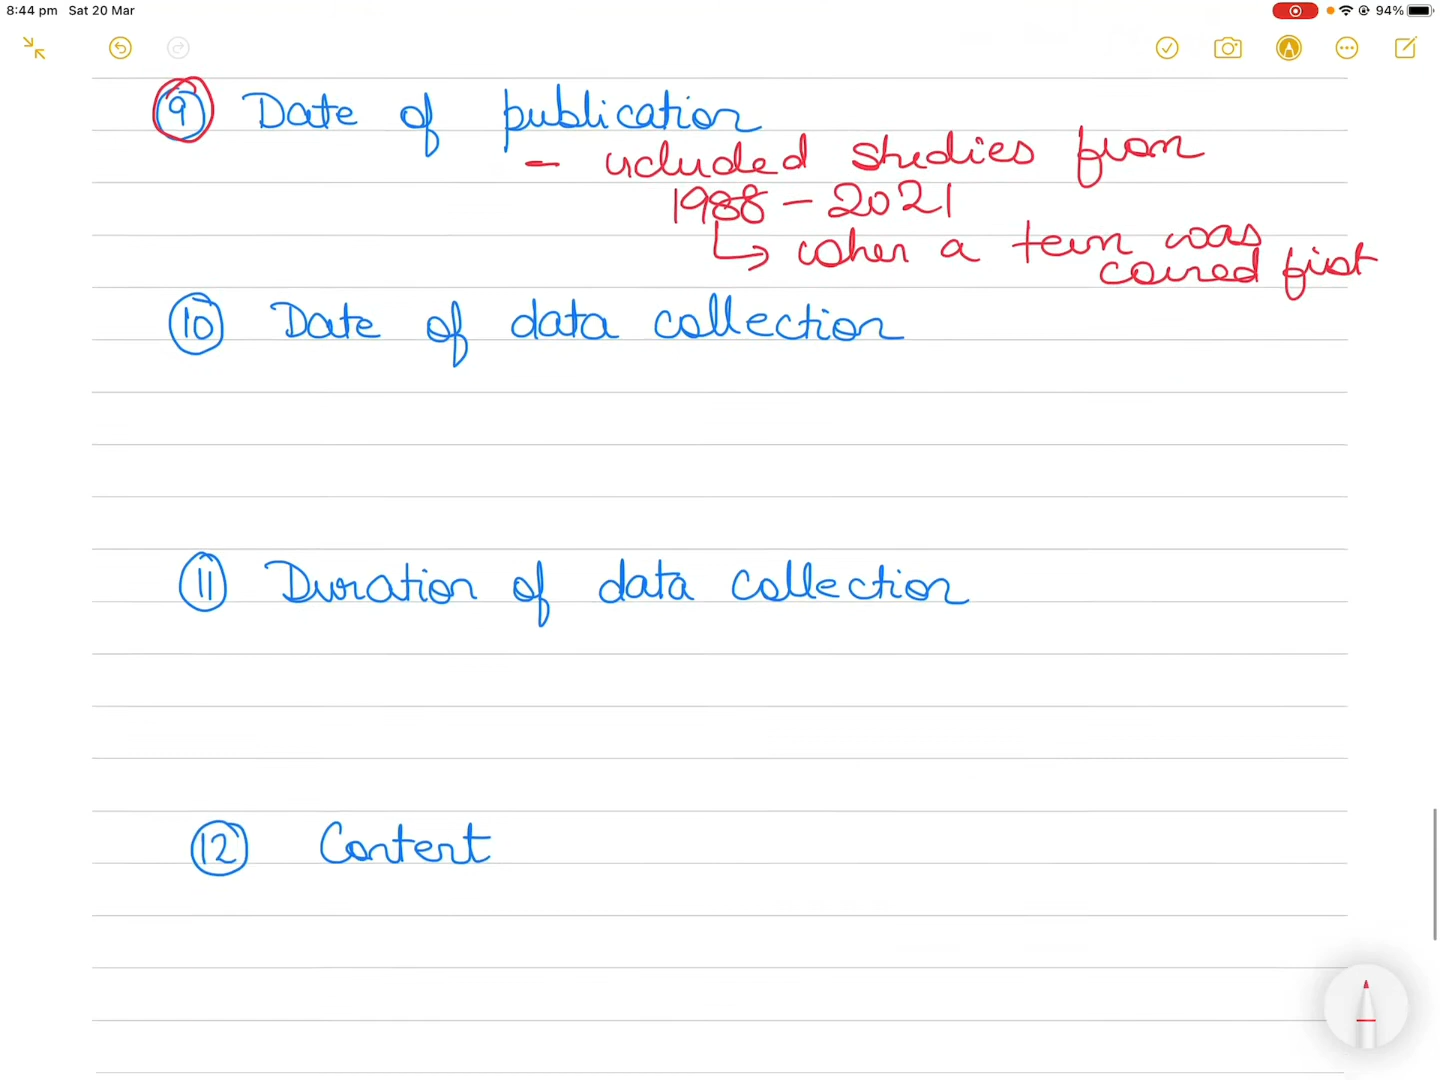 8:44 pm Sat 20 Mar 94%
9 Date of publication
- included studies from
1988 - 2021
↳ when a term was
coined first
10 Date of data collection
11 Duration of data collection
12 Content